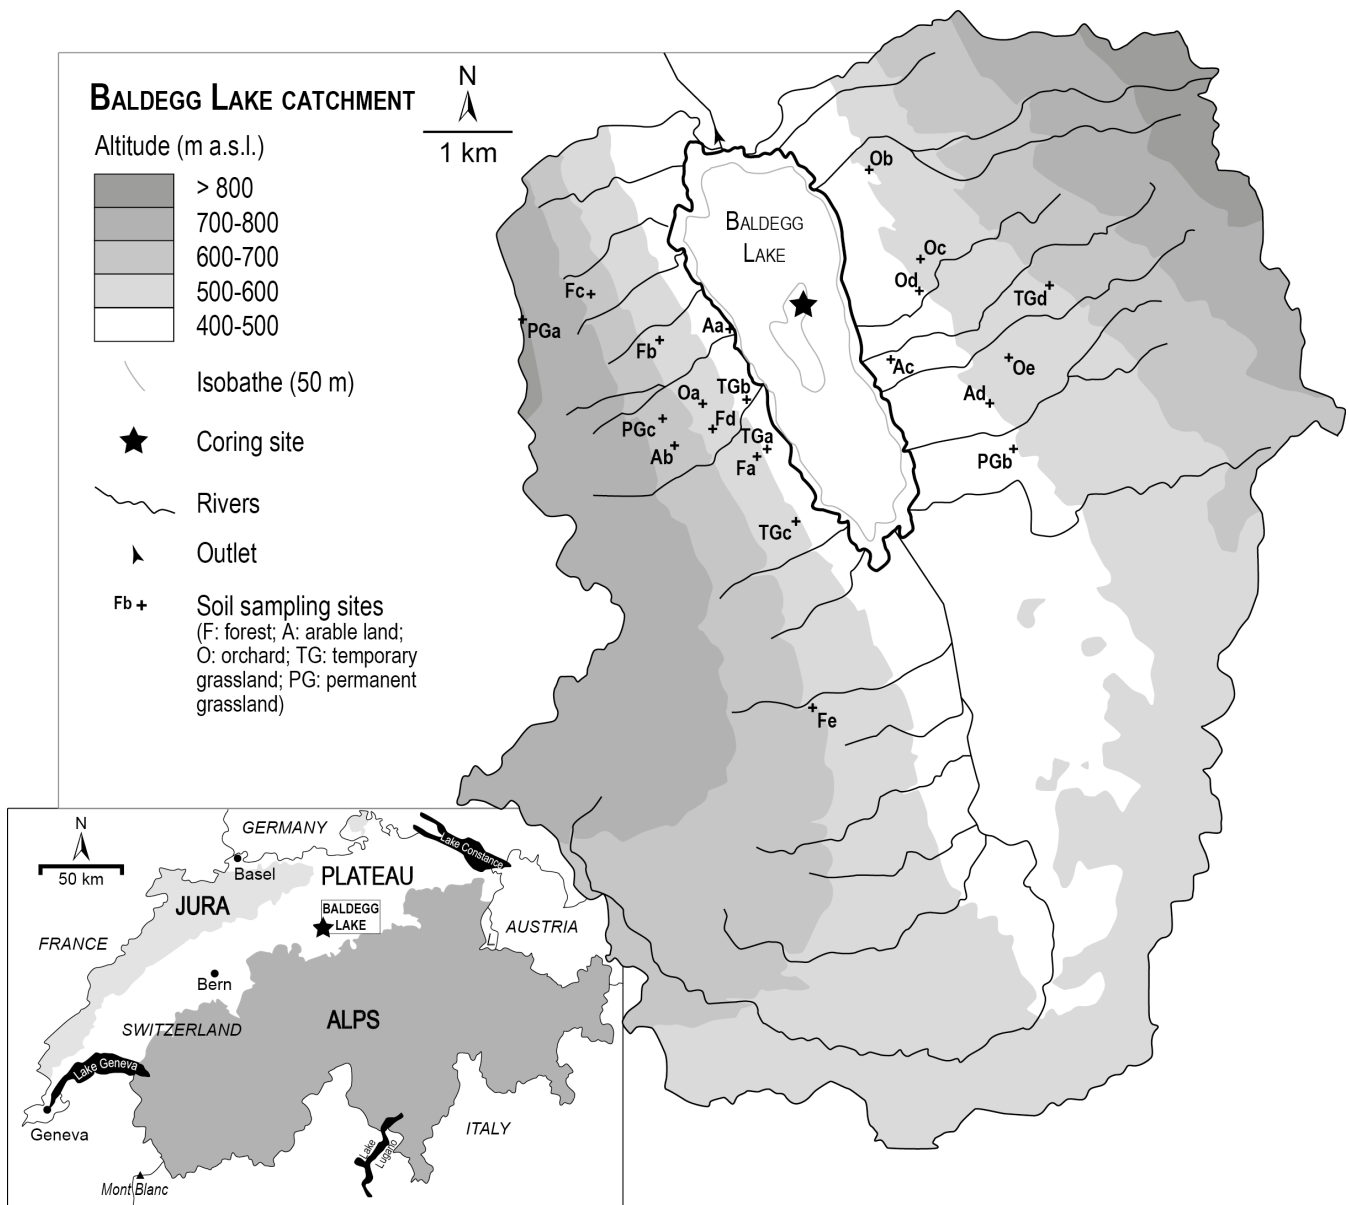 BALDEGG LAKE CATCHMENT
Altitude (m a.s.l.)
> 800
700-800
600-700
500-600
400-500
Isobathe (50 m)
Coring site
Rivers
Outlet
Fb
Soil sampling sites
(F: forest; A: arable land;
O: orchard; TG: temporary
grassland; PG: permanent
grassland)
N
1 km
BALDEGG
LAKE
Ob
Oc
Od
TGd
Fc
PGa
Aa
Fb
Ac
Oe
Oa
TGb
Ad
PGc
Fd
TGa
Ab
Fa
PGb
TGc
Fe
N
50 km
GERMANY
Lake Constance
Basel
PLATEAU
JURA
BALDEGG
LAKE
AUSTRIA
L
FRANCE
Bern
ALPS
SWITZERLAND
Lake Geneva
Geneva
ITALY
Lake
Lugano
Mont Blanc